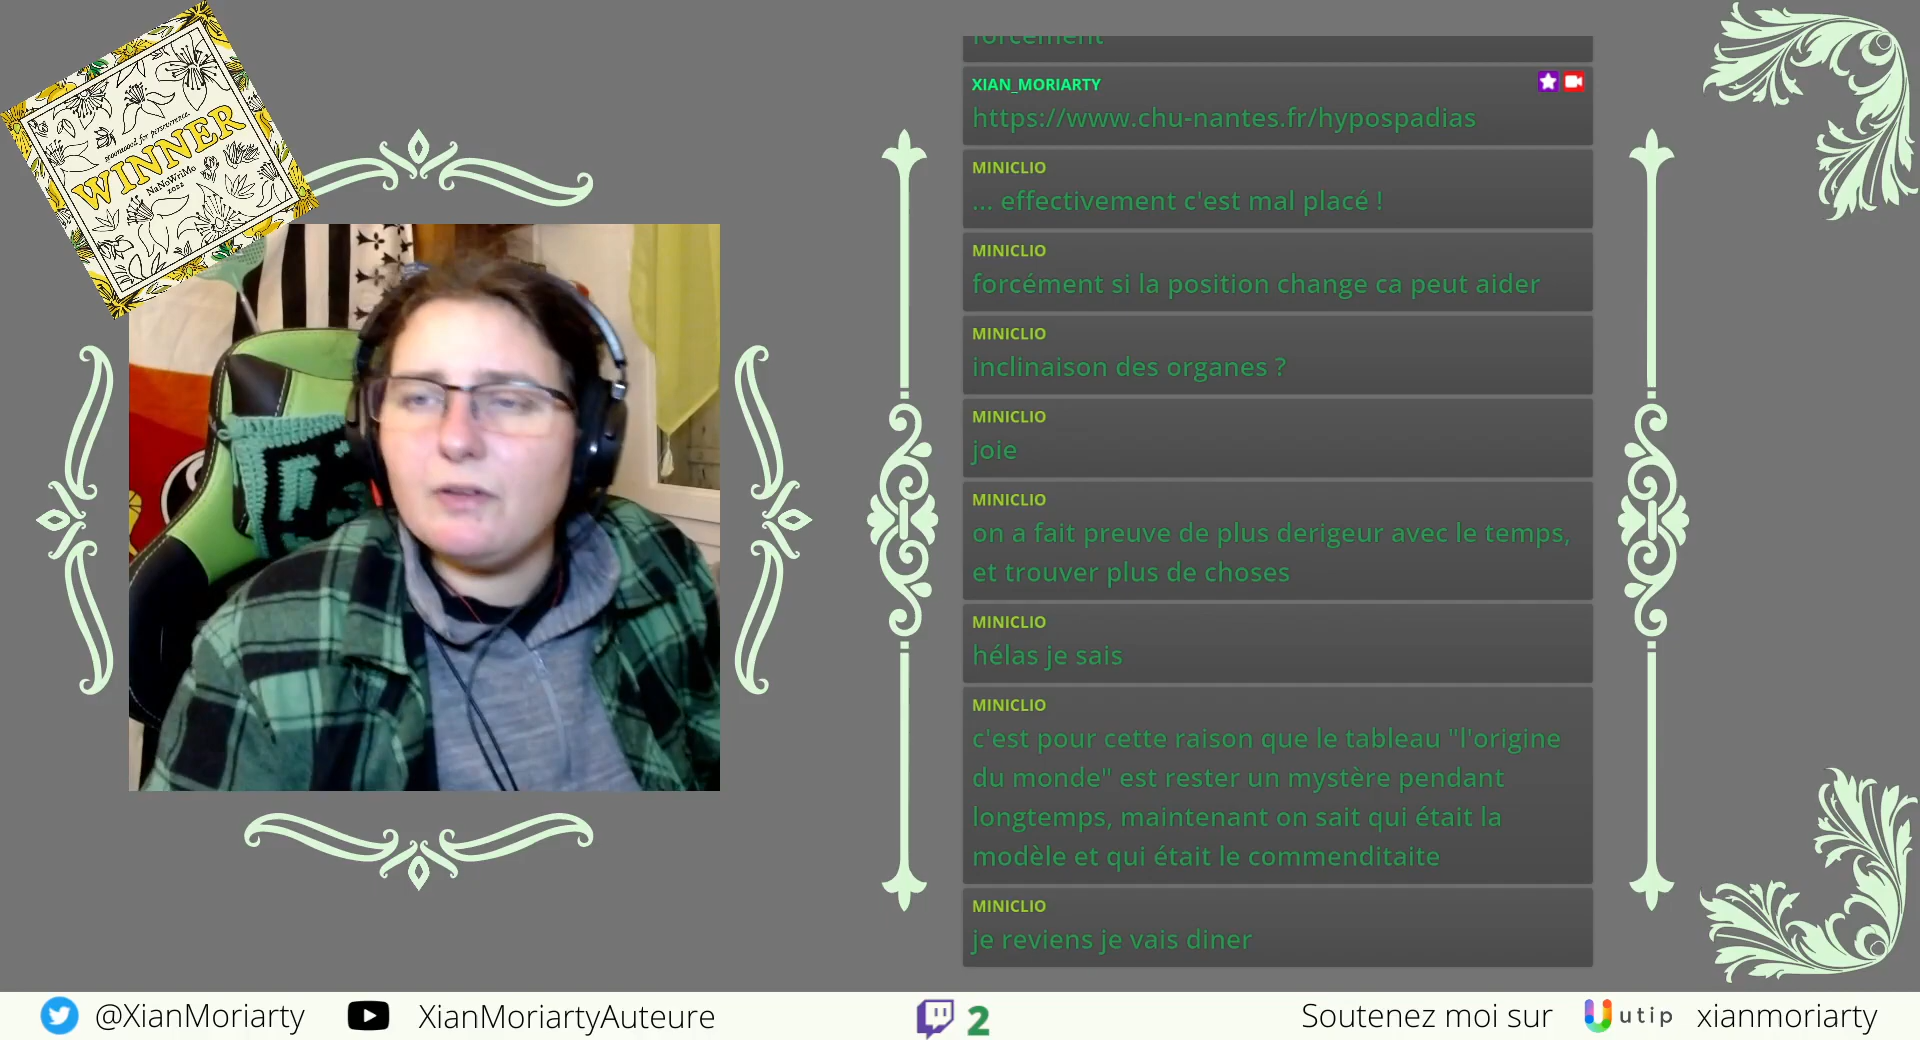 WINNER
NaNoWriMo
2022
forcément
XIAN_MORIARTY
https://www.chu-nantes.fr/hypospadias
MINICLIO
... effectivement c'est mal placé !
MINICLIO
forcément si la position change ca peut aider
MINICLIO
inclinaison des organes ?
MINICLIO
joie
MINICLIO
on a fait preuve de plus derigeur avec le temps,
et trouver plus de choses
MINICLIO
hélas je sais
MINICLIO
c'est pour cette raison que le tableau "l'origine
du monde" est rester un mystère pendant
longtemps, maintenant on sait qui était la
modèle et qui était le commenditaite
MINICLIO
je reviens je vais diner
@XianMoriarty
XianMoriartyAuteure
2
Soutenez moi sur
utip
xianmoriarty